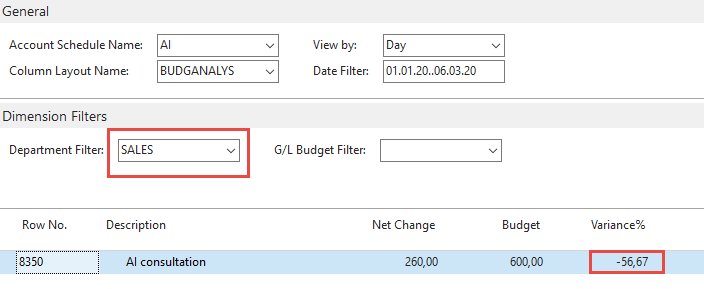 General
Account Schedule Name: AI View by: Day
Column Layout Name: BUDGANALYS Date Filter: 01.01.20..06.03.20
Dimension Filters
Department Filter: SALES G/L Budget Filter:
Row No. Description Net Change Budget Variance%
8350 AI consultation 260,00 600,00 -56,67